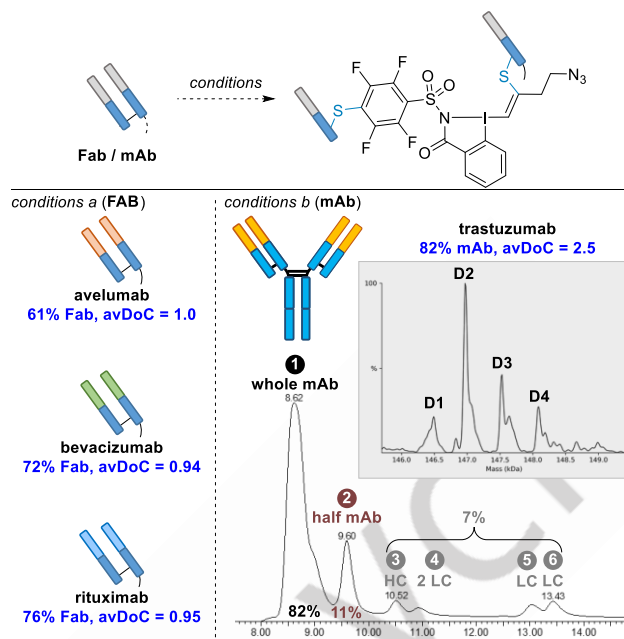 conditions
Fab / mAb
S
F
F
F
F
O
O
S
N
I
O
S
N3
conditions a (FAB)
conditions b (mAb)
avelumab
61% Fab, avDoC = 1.0
bevacizumab
72% Fab, avDoC = 0.94
rituximab
76% Fab, avDoC = 0.95
trastuzumab
82% mAb, avDoC = 2.5
100
%
D1
D2
D3
D4
146.0 146.5 147.0 147.5 148.0 148.5 149.0
Mass (kDa)
1
whole mAb
8.62
2
half mAb
9.60
7%
3 4 5 6
HC 2 LC LC LC
10.52 13.43
82% 11%
8.00 9.00 10.00 11.00 12.00 13.00 14.00